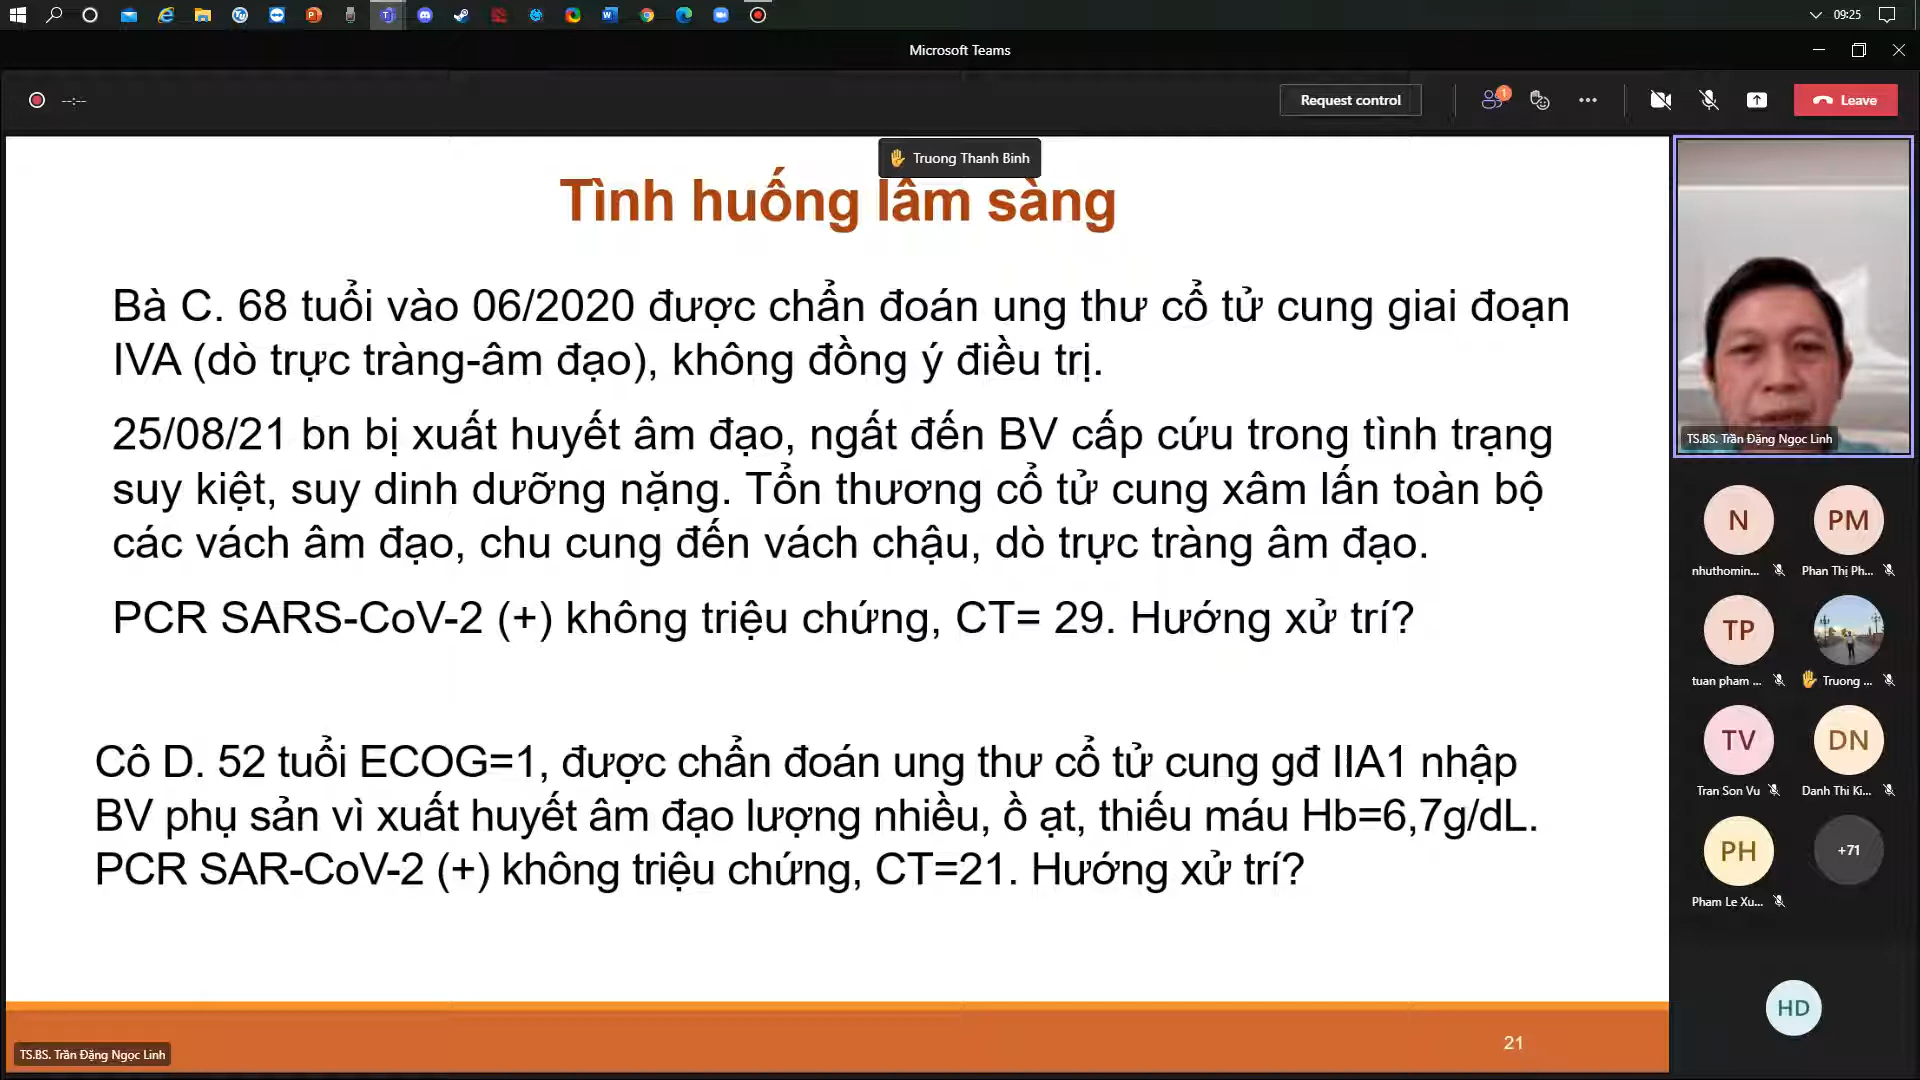 09:25
Microsoft Teams
--:--
Request control
1
Leave
Truong Thanh Binh
Tình huống lâm sàng
Bà C. 68 tuổi vào 06/2020 được chẩn đoán ung thư cổ tử cung giai đoạn
IVA (dò trực tràng-âm đạo), không đồng ý điều trị.
25/08/21 bn bị xuất huyết âm đạo, ngất đến BV cấp cứu trong tình trạng
suy kiệt, suy dinh dưỡng nặng. Tổn thương cổ tử cung xâm lấn toàn bộ
các vách âm đạo, chu cung đến vách chậu, dò trực tràng âm đạo.
PCR SARS-CoV-2 (+) không triệu chứng, CT= 29. Hướng xử trí?
Cô D. 52 tuổi ECOG=1, được chẩn đoán ung thư cổ tử cung gđ IIA1 nhập
BV phụ sản vì xuất huyết âm đạo lượng nhiều, ồ ạt, thiếu máu Hb=6,7g/dL.
PCR SAR-CoV-2 (+) không triệu chứng, CT=21. Hướng xử trí?
21
TS.BS. Trần Đặng Ngọc Linh
TS.BS. Trần Đặng Ngọc Linh
N
PM
nhuthomin...
Phan Thị Ph...
TP
tuan pham ...
Truong ...
TV
DN
Tran Son Vu
Danh Thi Ki...
PH
+71
Pham Le Xu...
HD